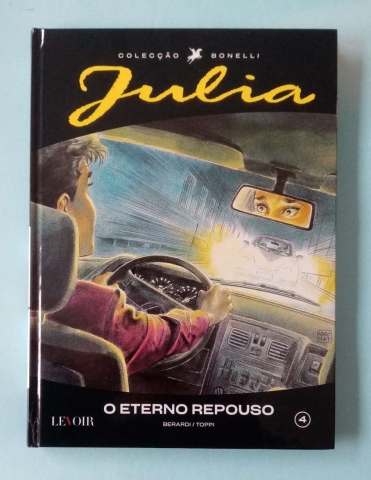 COLECÇÃO BONELLI
Julia
O ETERNO REPOUSO
BERARDI / TOPPI
LEVOIR
4